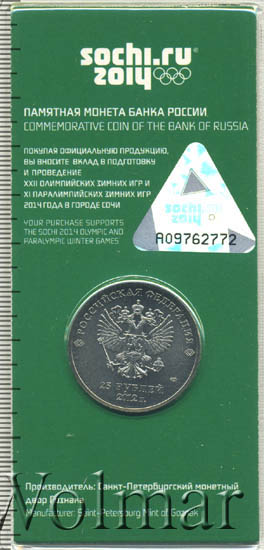 sochi.ru
2014
ПАМЯТНАЯ МОНЕТА БАНКА РОССИИ
COMMEMORATIVE COIN OF THE BANK OF RUSSIA
ПОКУПАЯ ОФИЦИАЛЬНУЮ ПРОДУКЦИЮ,
ВЫ ВНОСИТЕ ВКЛАД В ПОДГОТОВКУ
И ПРОВЕДЕНИЕ
XXII ОЛИМПИЙСКИХ ЗИМНИХ ИГР И
XI ПАРАЛИМПИЙСКИХ ЗИМНИХ ИГР
2014 ГОДА В ГОРОДЕ СОЧИ
YOUR PURCHASE SUPPORTS
THE SOCHI 2014 OLYMPIC AND
PARALYMPIC WINTER GAMES
sochi.ru
2014
A09762772
РОССИЙСКАЯ ФЕДЕРАЦИЯ
25 РУБЛЕЙ
2012 г.
Производитель: Санкт-Петербургский монетный
двор Гознака
Manufacturer: Saint-Petersburg Mint of Goznak
Wolmar